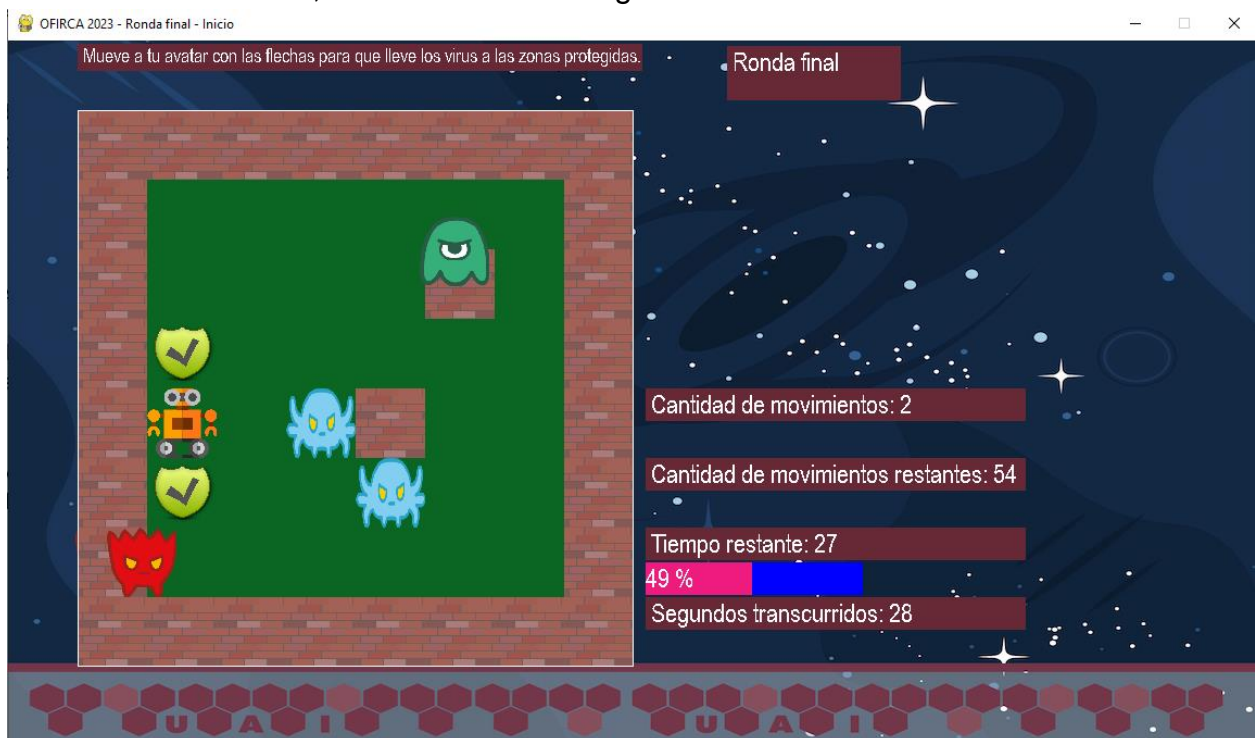 OFIRCA 2023 - Ronda final - Inicio
Mueve a tu avatar con las flechas para que lleve los virus a las zonas protegidas.
Ronda final
Cantidad de movimientos: 2
Cantidad de movimientos restantes: 54
Tiempo restante: 27
49 %
Segundos transcurridos: 28
U A I U A I